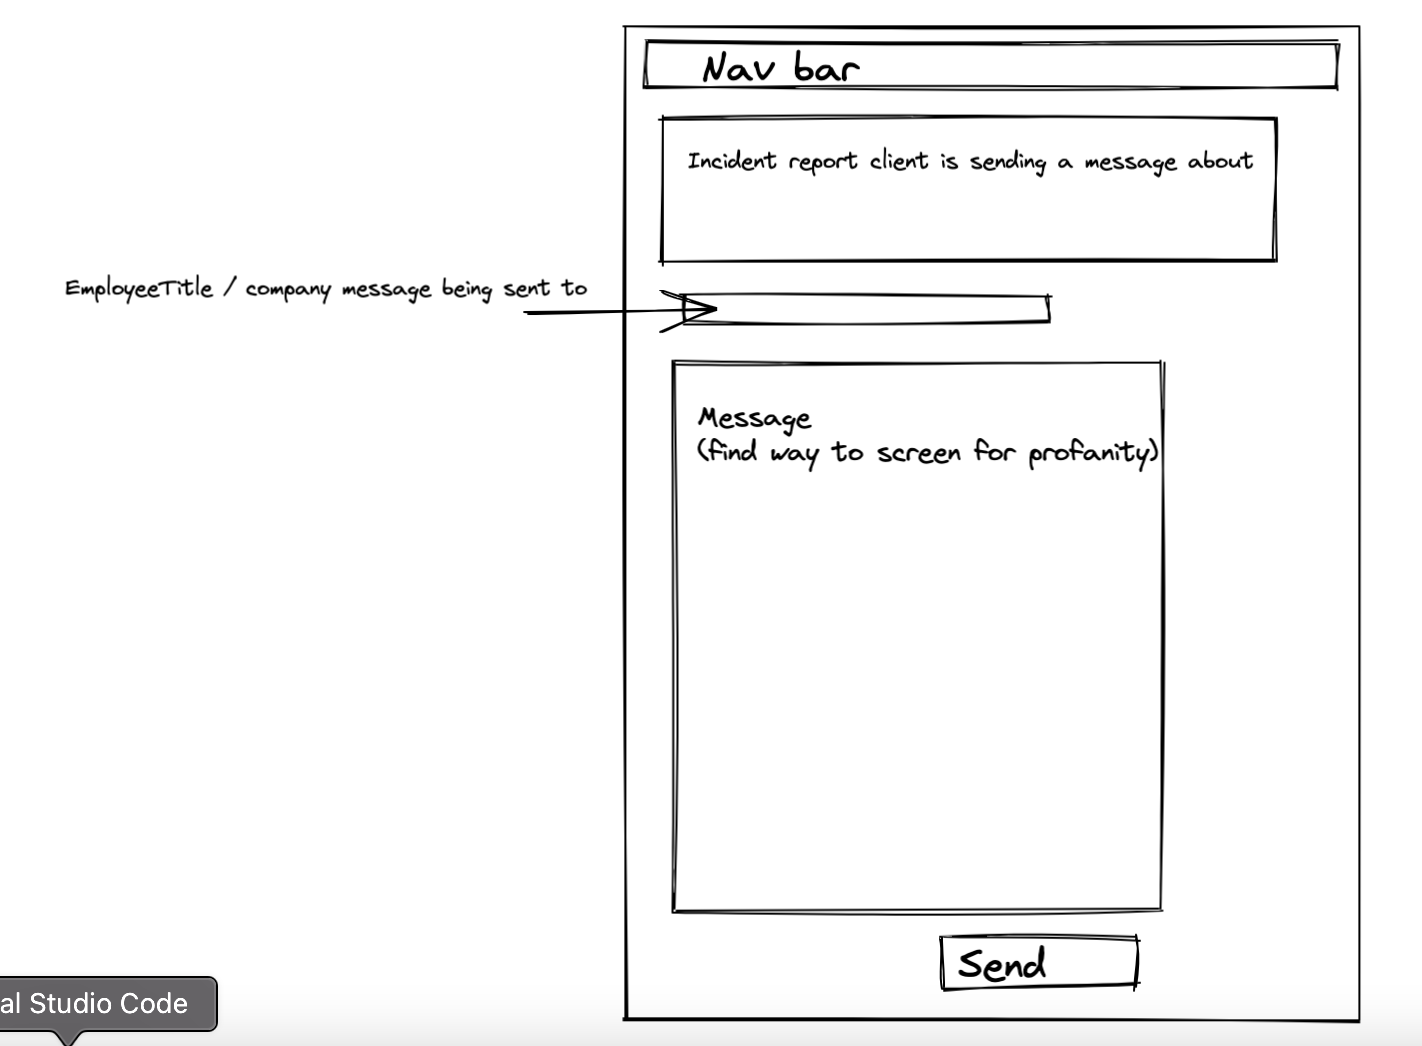 Nav bar
Incident report client is sending a message about
EmployeeTitle / company message being sent to
Message
(find way to screen for profanity)
Send
al Studio Code